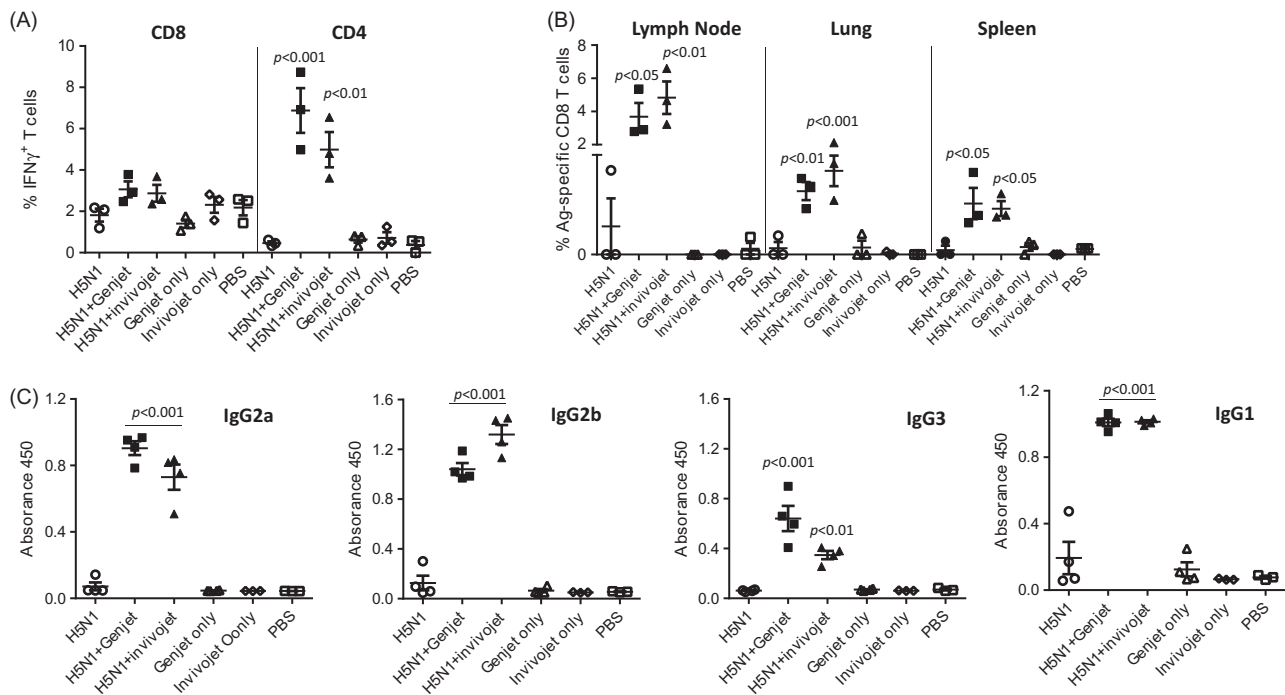 (A)
CD8
CD4
% IFNγ+ T cells
10
8
6
4
2
0
p<0.001
p<0.01
H5N1
H5N1+Genjet
H5N1+invivojet
Genjet only
Invivojet only
PBS
H5N1
H5N1+Genjet
H5N1+invivojet
Genjet only
Invivojet only
PBS
(B)
Lymph Node
Lung
Spleen
% Ag-specific CD8 T cells
8
6
4
2
0
p<0.05
p<0.01
p<0.01
p<0.001
p<0.05
p<0.05
H5N1
H5N1+Genjet
H5N1+invivojet
Genjet only
Invivojet only
PBS
H5N1
H5N1+Genjet
H5N1+invivojet
Genjet only
Invivojet only
PBS
H5N1
H5N1+Genjet
H5N1+invivojet
Genjet only
Invivojet only
PBS
(C)
IgG2a
Absorance 450
1.2
0.8
0.4
0.0
p<0.001
H5N1
H5N1+Genjet
H5N1+invivojet
Genjet only
Invivojet Oonly
PBS
IgG2b
Absorance 450
1.6
1.2
0.8
0.4
0.0
p<0.001
H5N1
H5N1+Genjet
H5N1+invivojet
Genjet only
Invivojet only
PBS
IgG3
Absorance 450
1.6
1.2
0.8
0.4
0.0
p<0.001
p<0.01
H5N1
H5N1+Genjet
H5N1+invivojet
Genjet only
Invivojet only
PBS
IgG1
Absorance 450
1.2
0.8
0.4
0.0
p<0.001
H5N1
H5N1+Genjet
H5N1+invivojet
Genjet only
Invivojet only
PBS